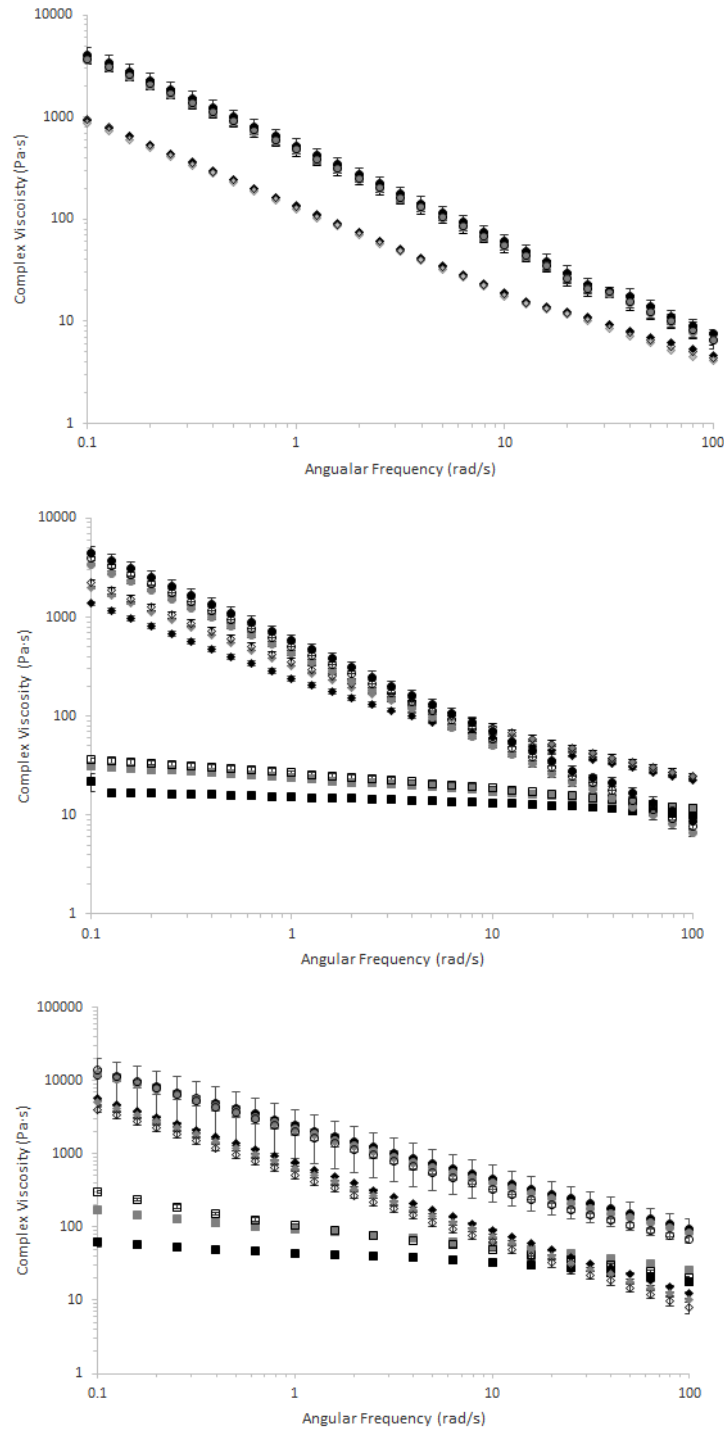 10000
1000
100
10
1
0.1 1 10 100
Complex Viscoisty (Pa·s)
Angualar Frequency (rad/s)
10000
1000
100
10
1
0.1 1 10 100
Complex Viscosity (Pa·s)
Angular Frequency (rad/s)
100000
10000
1000
100
10
1
0.1 1 10 100
Complex Viscosity (Pa·s)
Angular Frequency (rad/s)